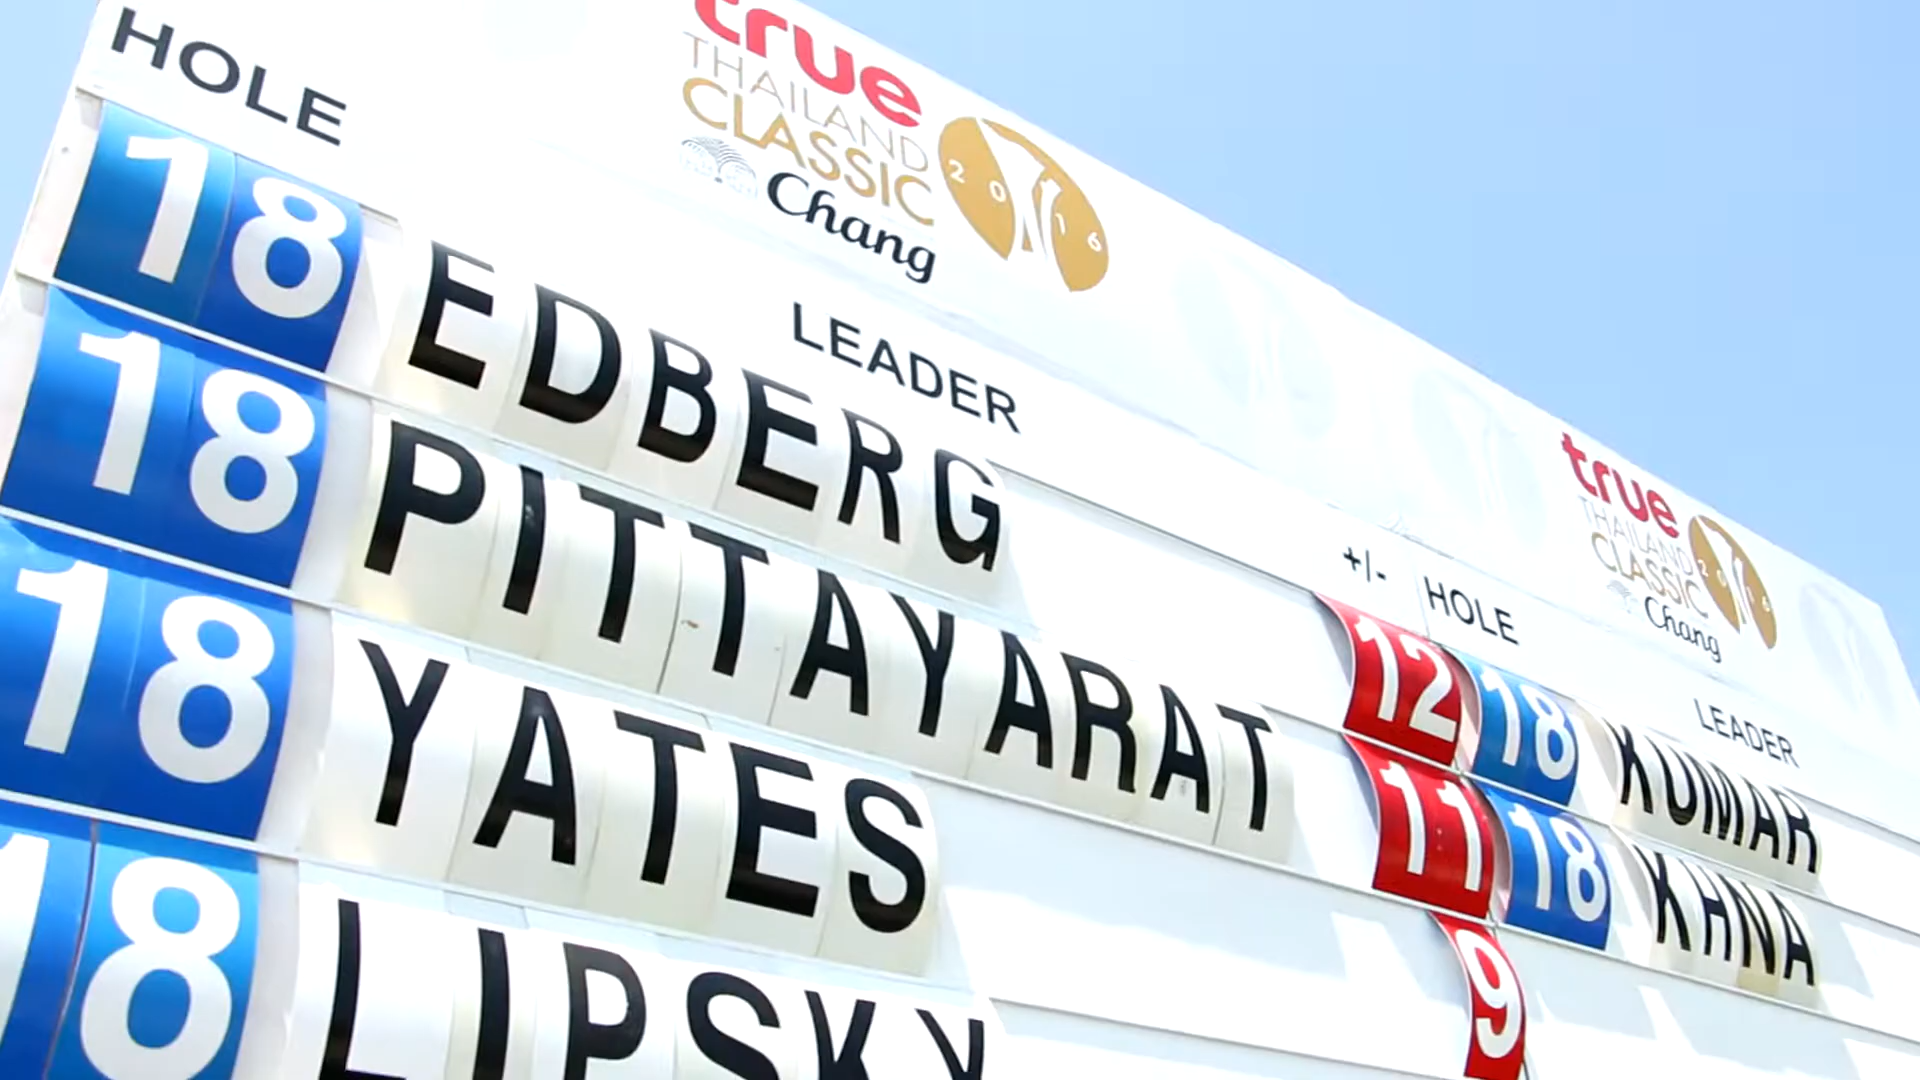 HOLE
true
THAILAND
CLASSIC
Chang
2016
LEADER
+/-
HOLE
true
THAILAND
CLASSIC
Chang
2016
LEADER
18 EDBERG 12 18 KUMAR
18 PITTAYARAT 11 18 KHNA
18 YATES 9
18 LIPSKY